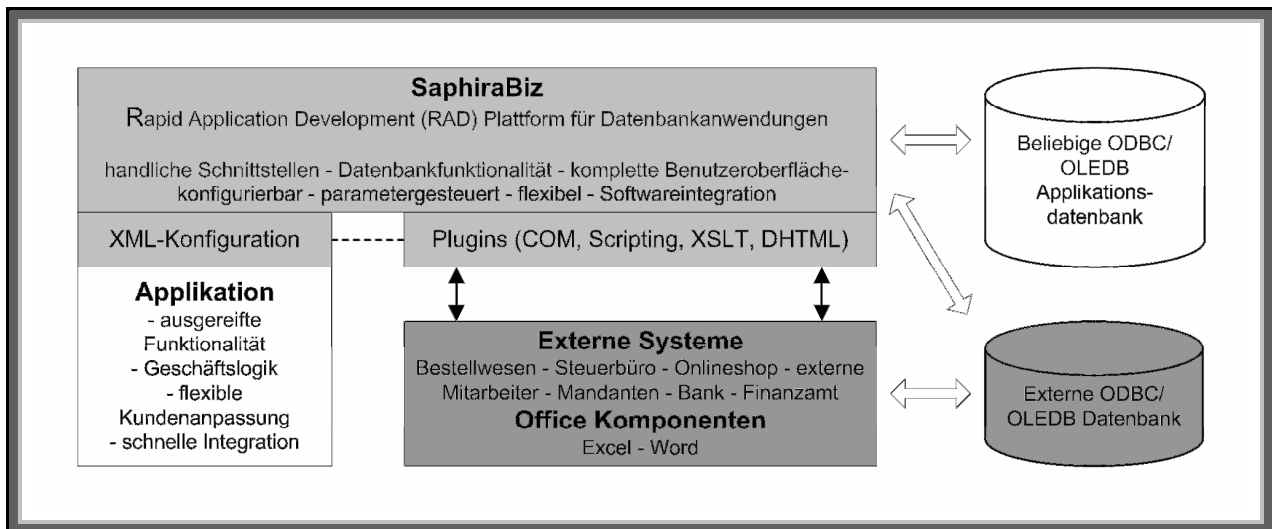 SaphiraBiz
Rapid Application Development (RAD) Plattform für Datenbankanwendungen
handliche Schnittstellen - Datenbankfunktionalität - komplette Benutzeroberfläche-
konfigurierbar - parametergesteuert - flexibel - Softwareintegration
XML-Konfiguration
Plugins (COM, Scripting, XSLT, DHTML)
Applikation
- ausgereifte
Funktionalität
- Geschäftslogik
- flexible
Kundenanpassung
- schnelle Integration
Externe Systeme
Bestellwesen - Steuerbüro - Onlineshop - externe
Mitarbeiter - Mandanten - Bank - Finanzamt
Office Komponenten
Excel - Word
Beliebige ODBC/
OLEDB
Applikations-
datenbank
Externe ODBC/
OLEDB Datenbank